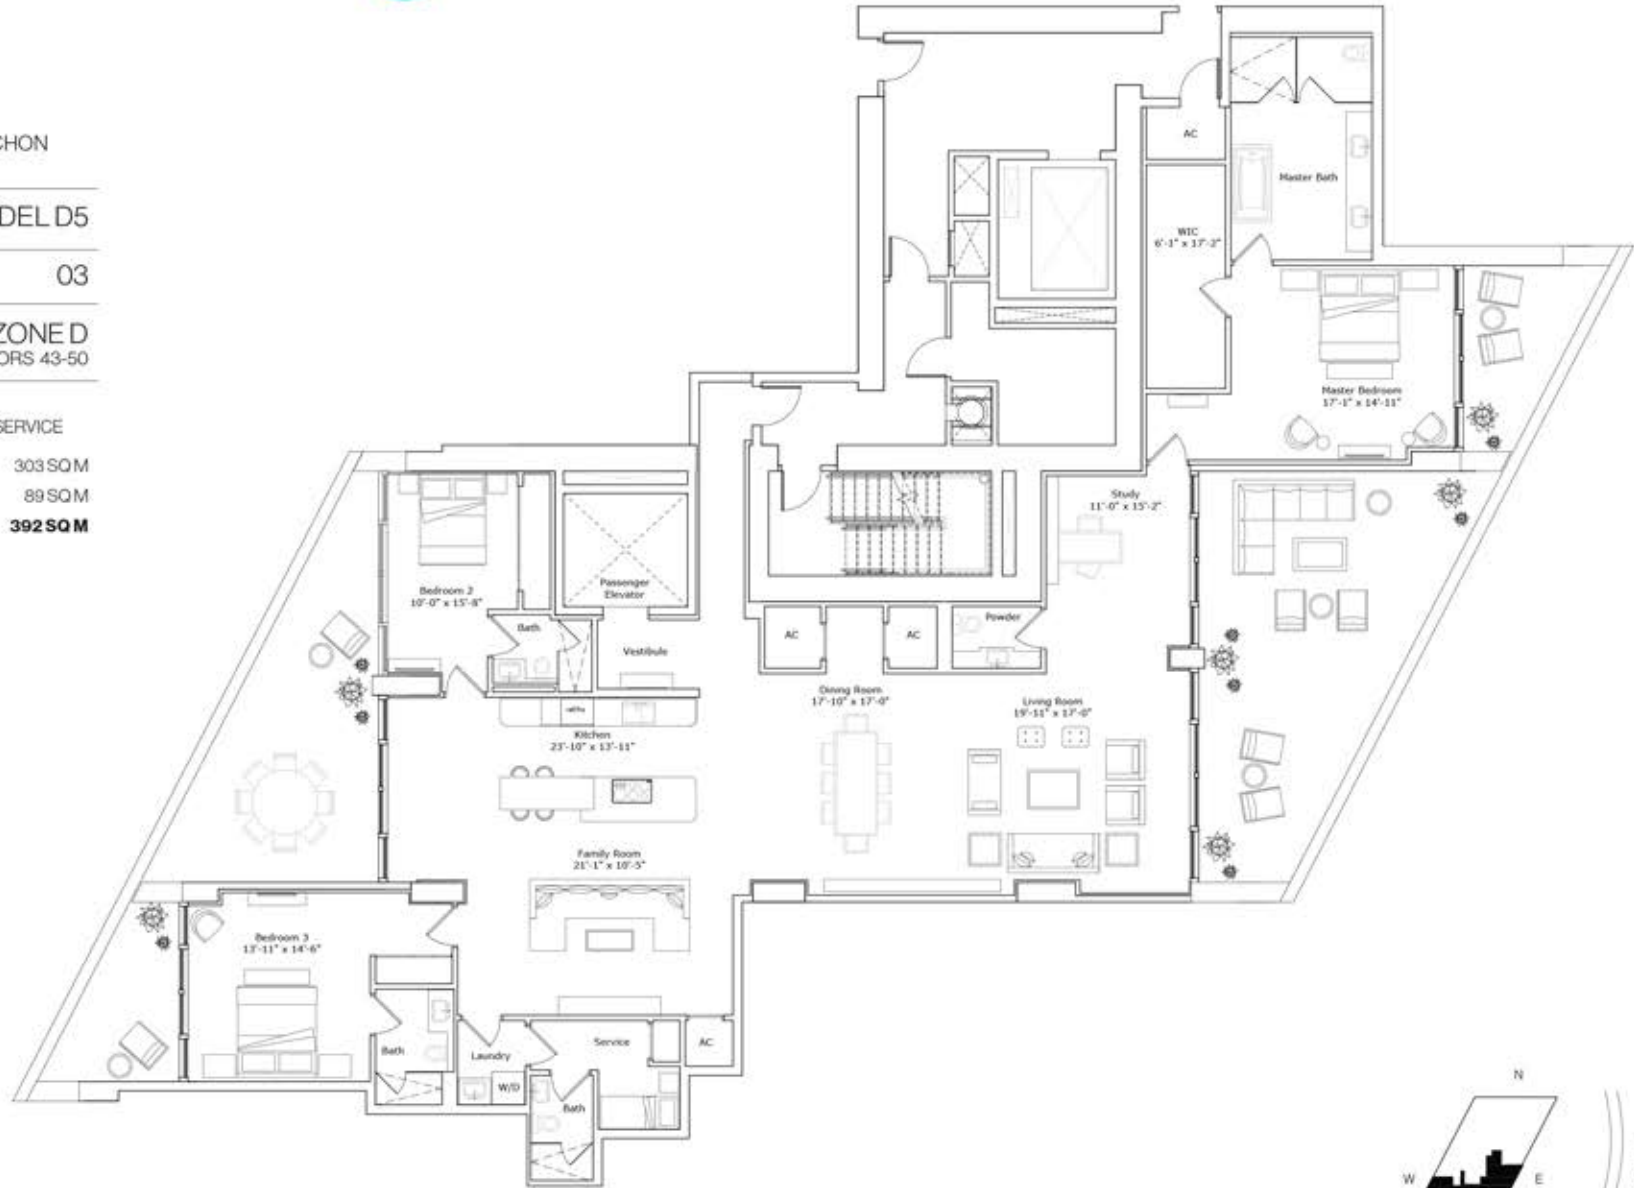 CHON
DEL D5
03
ZONE D
ORS 43-50
SERVICE
303 SQ M
89 SQ M
392 SQ M
AC
Master Bath
WIC
6'-1" x 17'-2"
Master Bedroom
17'-1" x 14'-11"
Study
11'-0" x 15'-2"
Bedroom 2
10'-0" x 15'-8"
Passenger
Elevator
Bath
Vestibule
AC
AC
Powder
Dining Room
17'-10" x 17'-0"
Living Room
19'-11" x 17'-0"
Kitchen
23'-10" x 13'-11"
Family Room
21'-1" x 10'-5"
Bedroom 3
13'-11" x 14'-6"
Bath
Laundry
W/D
Service
AC
Bath
N
W
E